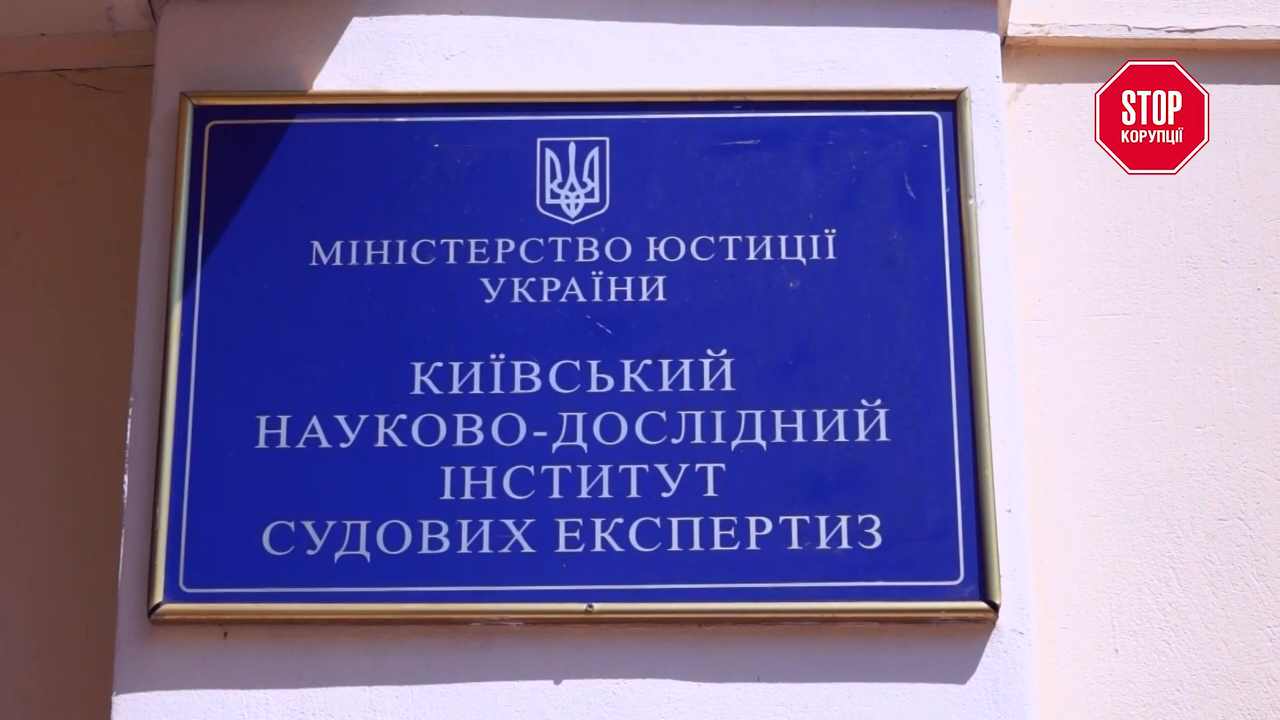 STOP
КОРУПЦІЇ
МІНІСТЕРСТВО ЮСТИЦІЇ
УКРАЇНИ
КИЇВСЬКИЙ
НАУКОВО-ДОСЛІДНИЙ
ІНСТИТУТ
СУДОВИХ ЕКСПЕРТИЗ